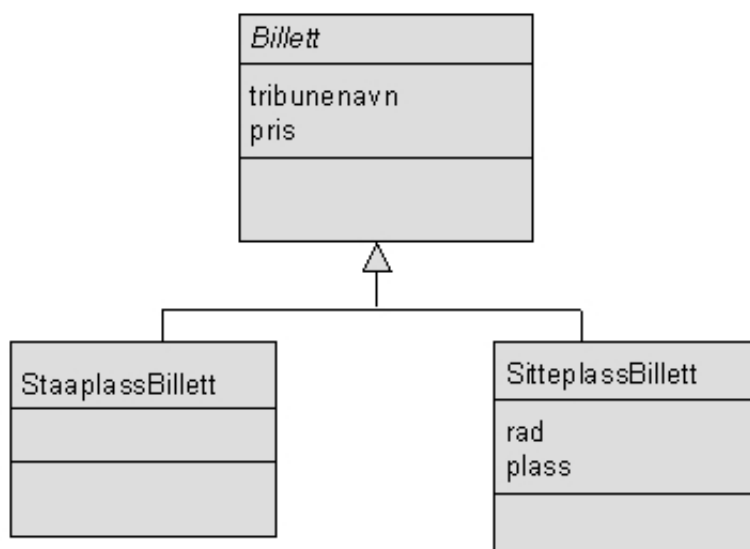 Billett
tribunenavn
pris
StaaplassBillett
SitteplassBillett
rad
plass